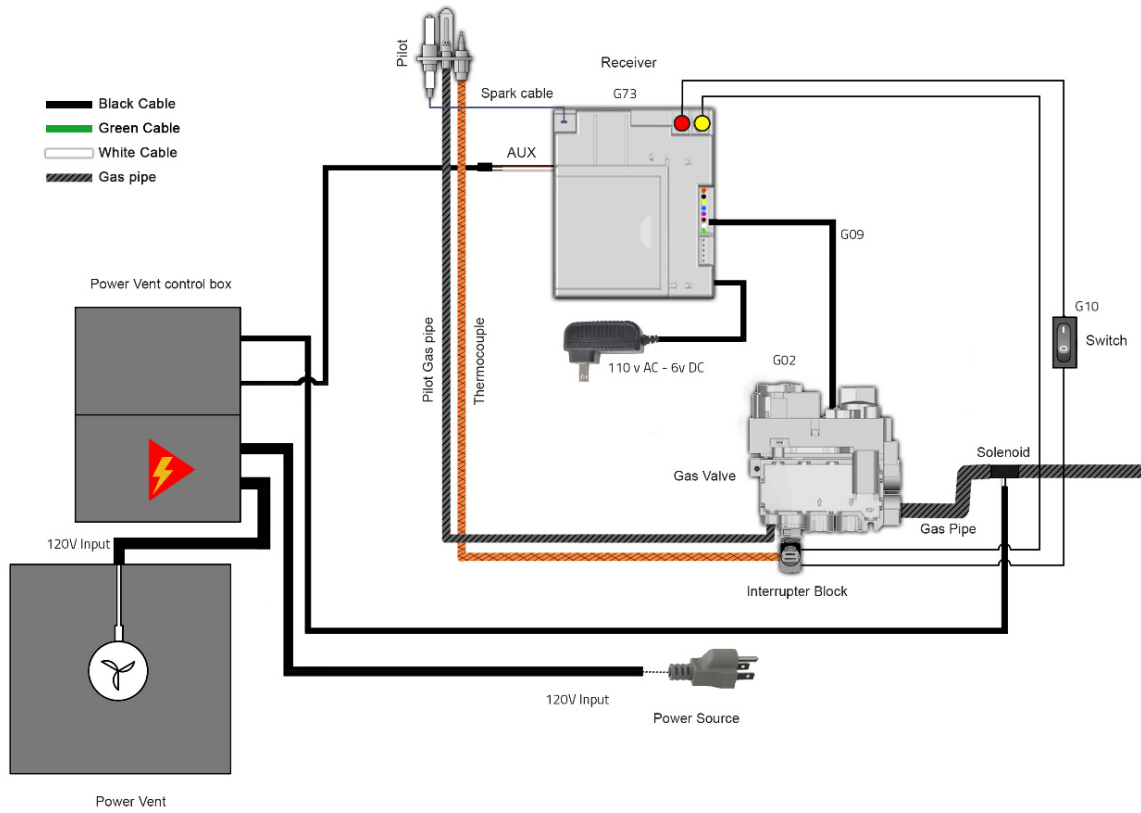 Pilot
Receiver
G73
Spark cable
Black Cable
Green Cable
White Cable
Gas pipe
AUX
G09
Power Vent control box
G10
Switch
Pilot Gas pipe
Thermocouple
110 v AC - 6v DC
G02
Solenoid
Gas Valve
Gas Pipe
120V Input
Interrupter Block
120V Input
Power Source
Power Vent